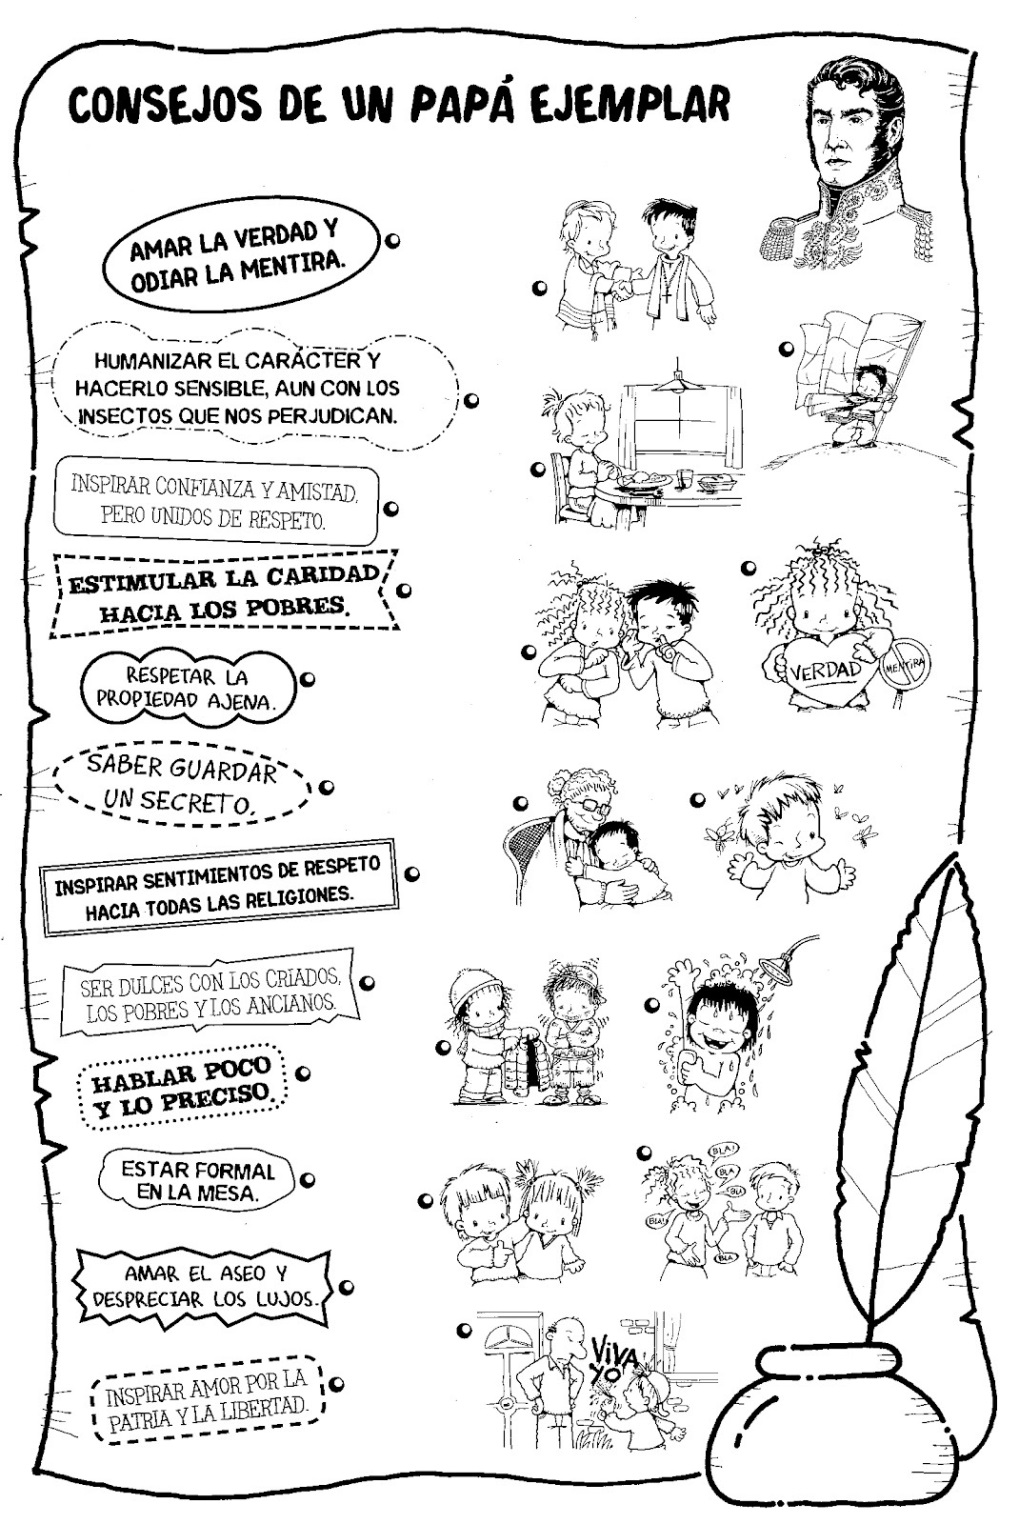 CONSEJOS DE UN PAPÁ EJEMPLAR
AMAR LA VERDAD Y
ODIAR LA MENTIRA.
HUMANIZAR EL CARÁCTER Y
HACERLO SENSIBLE, AUN CON LOS
INSECTOS QUE NOS PERJUDICAN.
INSPIRAR CONFIANZA Y AMISTAD,
PERO UNIDOS DE RESPETO.
ESTIMULAR LA CARIDAD
HACIA LOS POBRES.
RESPETAR LA
PROPIEDAD AJENA.
SABER GUARDAR
UN SECRETO.
INSPIRAR SENTIMIENTOS DE RESPETO
HACIA TODAS LAS RELIGIONES.
SER DULCES CON LOS CRIADOS,
LOS POBRES Y LOS ANCIANOS.
HABLAR POCO
Y LO PRECISO.
ESTAR FORMAL
EN LA MESA.
AMAR EL ASEO Y
DESPRECIAR LOS LUJOS.
INSPIRAR AMOR POR LA
PATRIA Y LA LIBERTAD.
VERDAD
MENTIRA
BLA!
BLA
BLA
BLA!
BLA
VIVA
YO